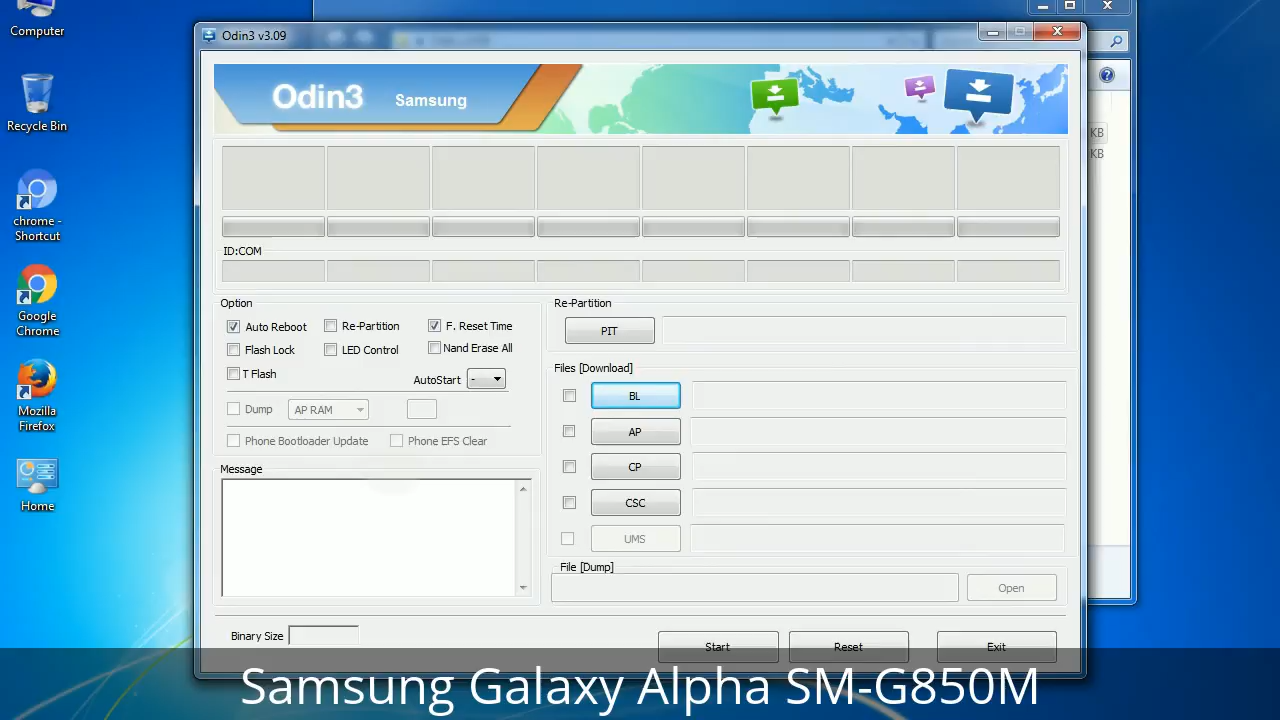 Computer
Recycle Bin
chrome -
Shortcut
Google
Chrome
Mozilla
Firefox
Home
Odin3 v3.09
Odin3 Samsung
KB
KB
ID:COM
Option
Auto Reboot Re-Partition F. Reset Time
Flash Lock LED Control Nand Erase All
T Flash AutoStart -
Dump AP RAM
Phone Bootloader Update Phone EFS Clear
Message
Re-Partition
PIT
Files [Download]
BL
AP
CP
CSC
UMS
File [Dump]
Open
Binary Size
Start Reset Exit
Samsung Galaxy Alpha SM-G850M